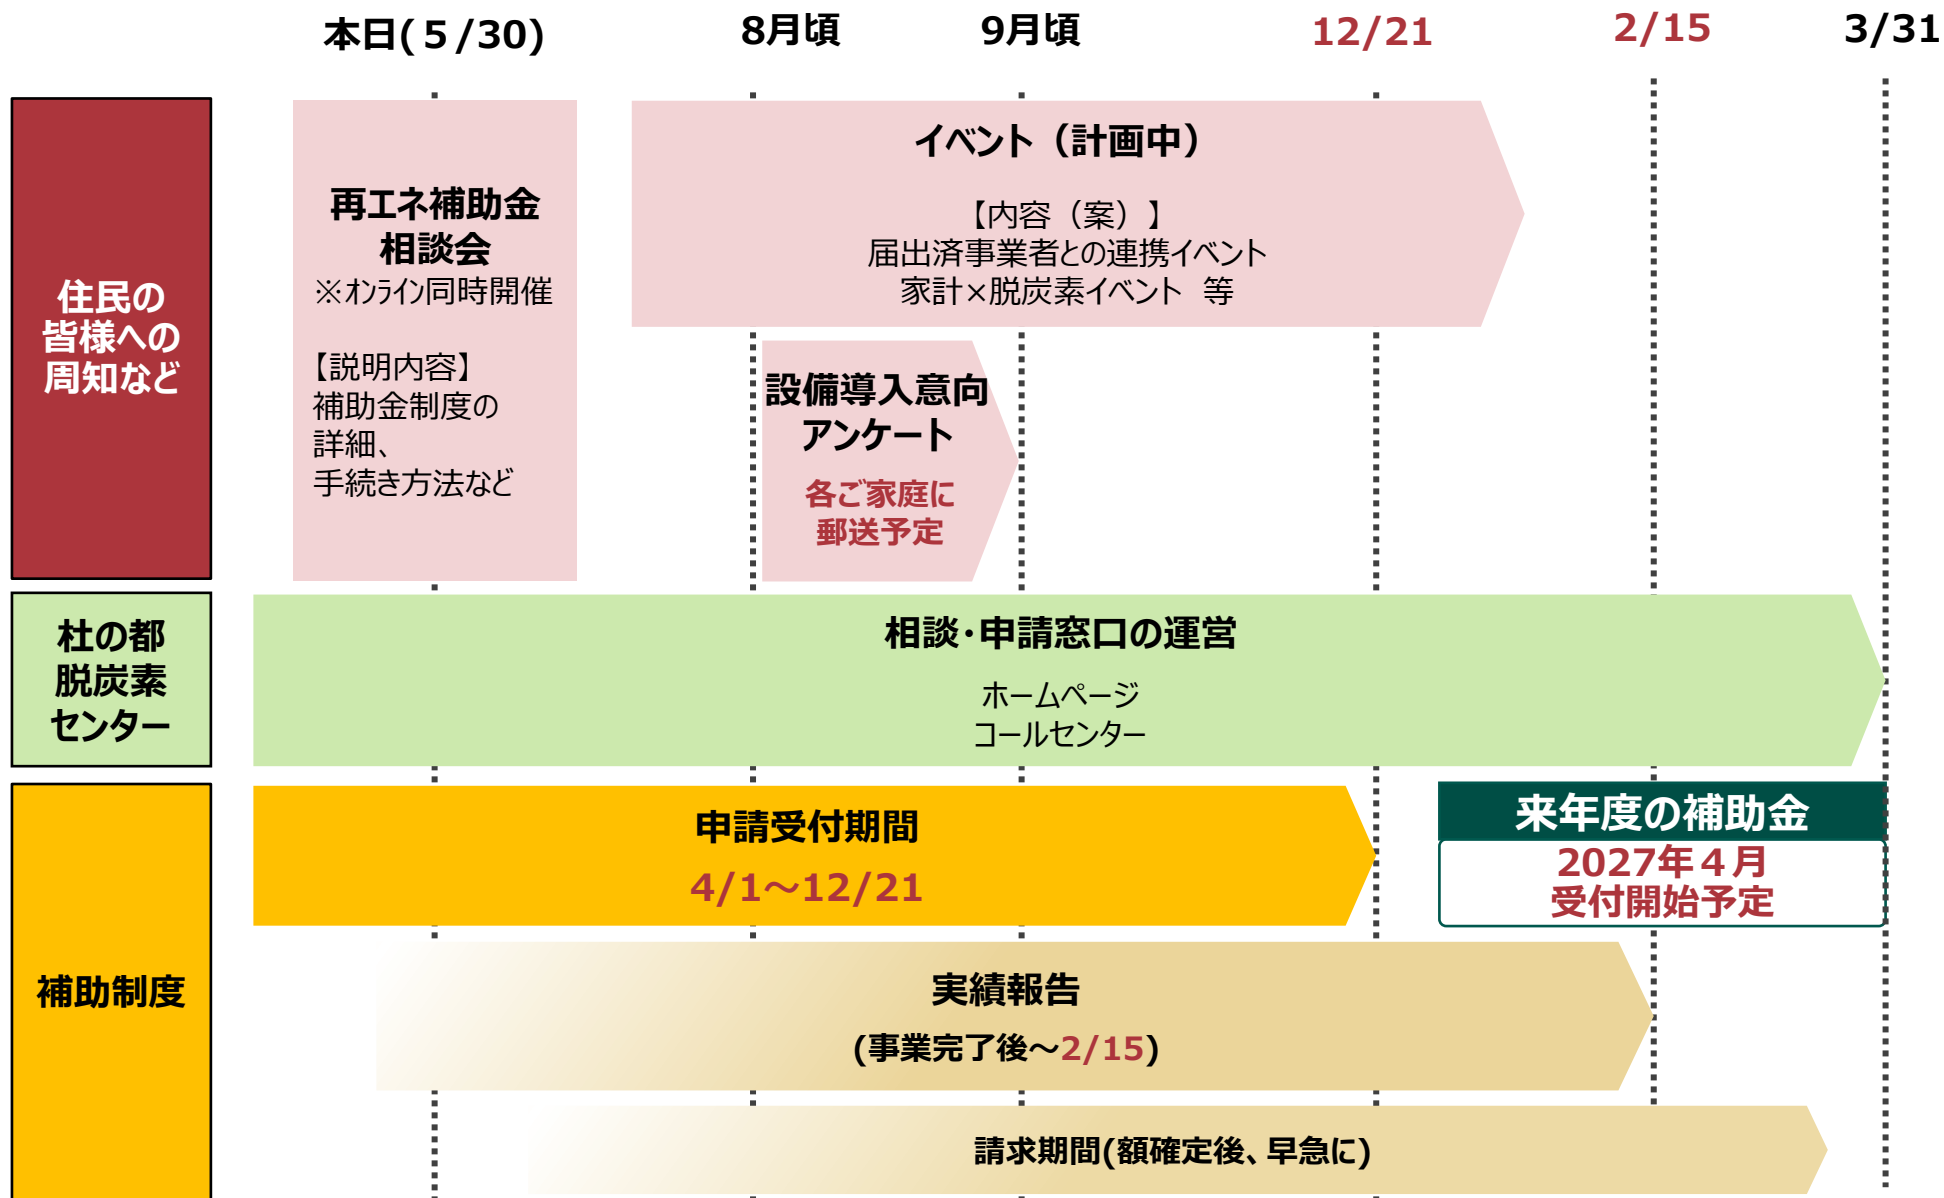 本日(５/30)
8月頃
9月頃
12/21
2/15
3/31
住民の
皆様への
周知など
再エネ補助金
相談会
※オンライン同時開催
【説明内容】
補助金制度の
詳細、
手続き方法など
イベント（計画中）
【内容（案）】
届出済事業者との連携イベント
家計×脱炭素イベント 等
設備導入意向
アンケート
各ご家庭に
郵送予定
杜の都
脱炭素
センター
相談・申請窓口の運営
ホームページ
コールセンター
補助制度
申請受付期間
4/1～12/21
来年度の補助金
2027年４月
受付開始予定
実績報告
(事業完了後～2/15)
請求期間(額確定後、早急に)